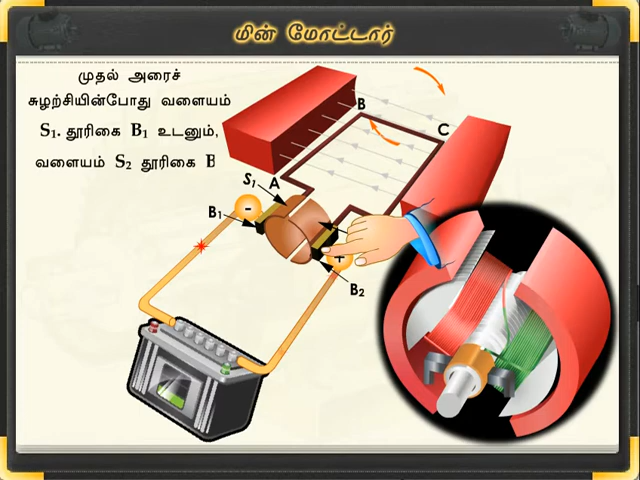 மின் மோட்டார்
முதல் அரைச்
சுழற்சியின்போது வளையம்
S1. தூரிகை B1 உடனும்,
வளையம் S2 தூரிகை B
B
C
A
S1
B1
-
+
B2